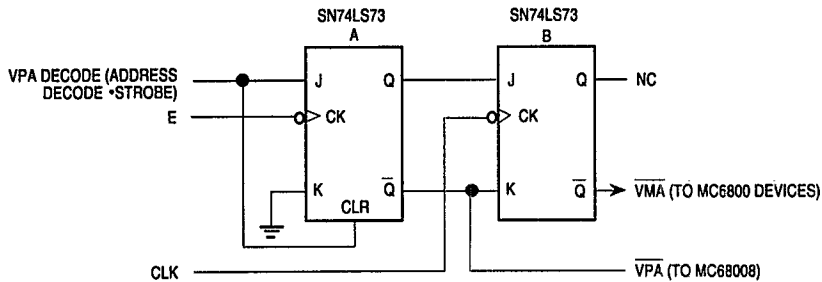 SN74LS73
A
SN74LS73
B
VPA DECODE (ADDRESS
DECODE •STROBE)
J
Q
J
Q
NC
E
CK
CK
K
Q̅
K
Q̅
V̅M̅A̅ (TO MC6800 DEVICES)
CLR
CLK
V̅P̅A̅ (TO MC68008)